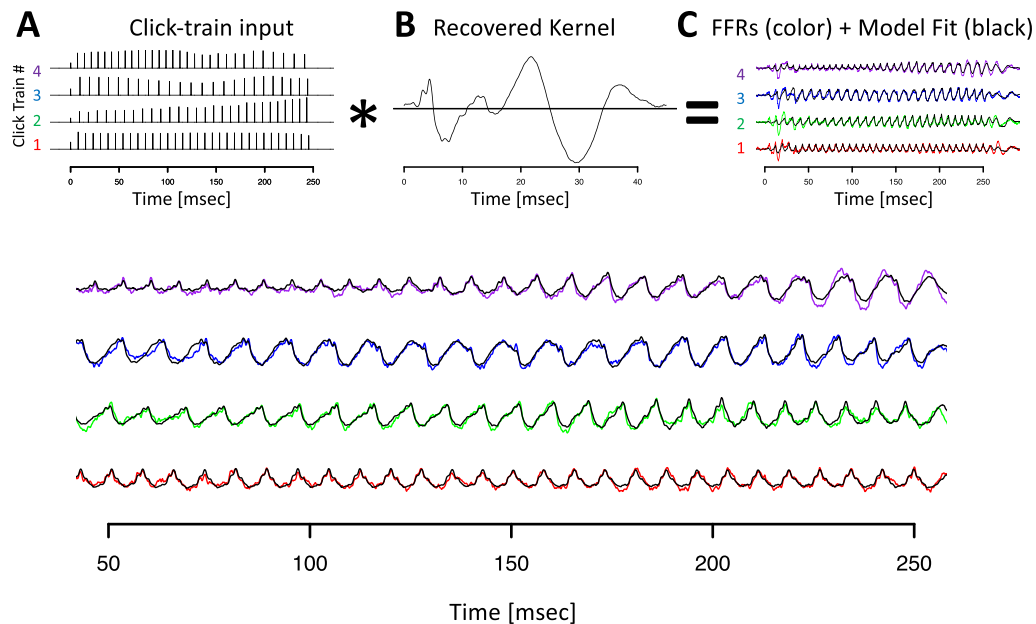 A Click-train input
B Recovered Kernel
C FFRs (color) + Model Fit (black)
Click Train #
4
3
2
1
0 50 100 150 200 250
Time [msec]
*
0 10 20 30 40
Time [msec]
=
4
3
2
1
0 50 100 150 200 250
Time [msec]
50 100 150 200 250
Time [msec]